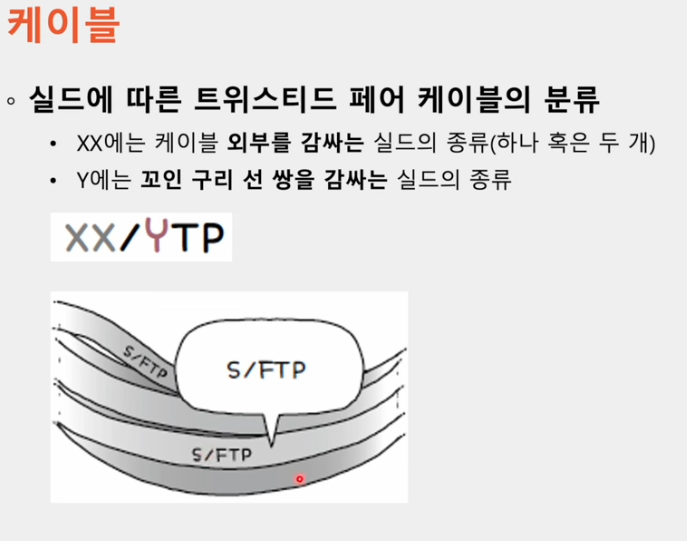 케이블
실드에 따른 트위스티드 페어 케이블의 분류
XX에는 케이블 외부를 감싸는 실드의 종류(하나 혹은 두 개)
Y에는 꼬인 구리 선 쌍을 감싸는 실드의 종류
XX/YTP
S/FTP
S/FTP
S/FTP